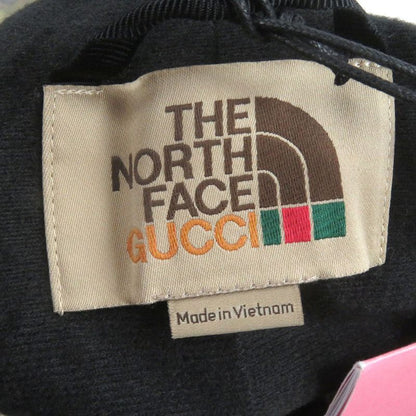 THE
NORTH
FACE
GUCCI
Made in Vietnam